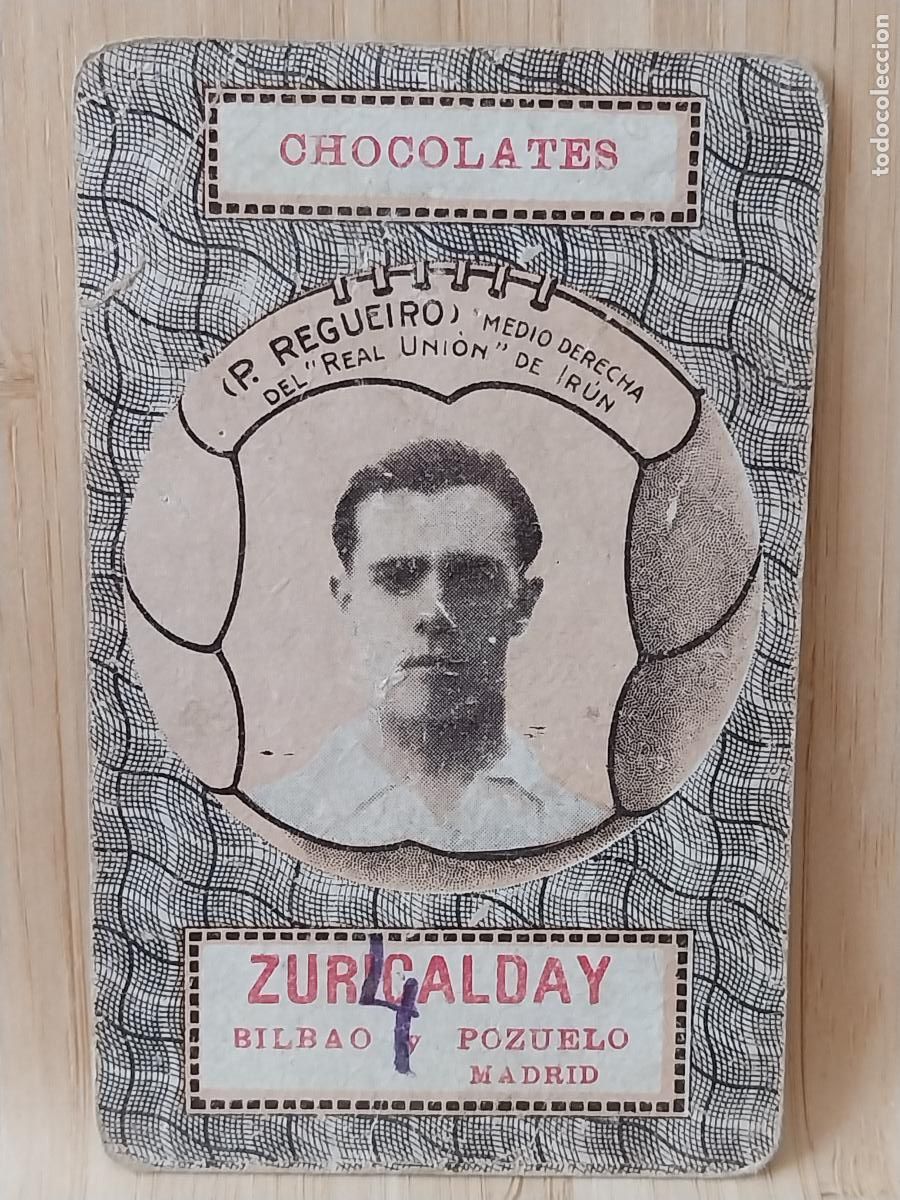 CHOCOLATES
(P. REGUEIRO) MEDIO DERECHA
DEL "REAL UNIÓN" DE IRÚN
ZURICALDAY
BILBAO y POZUELO
MADRID
4
todocoleccion